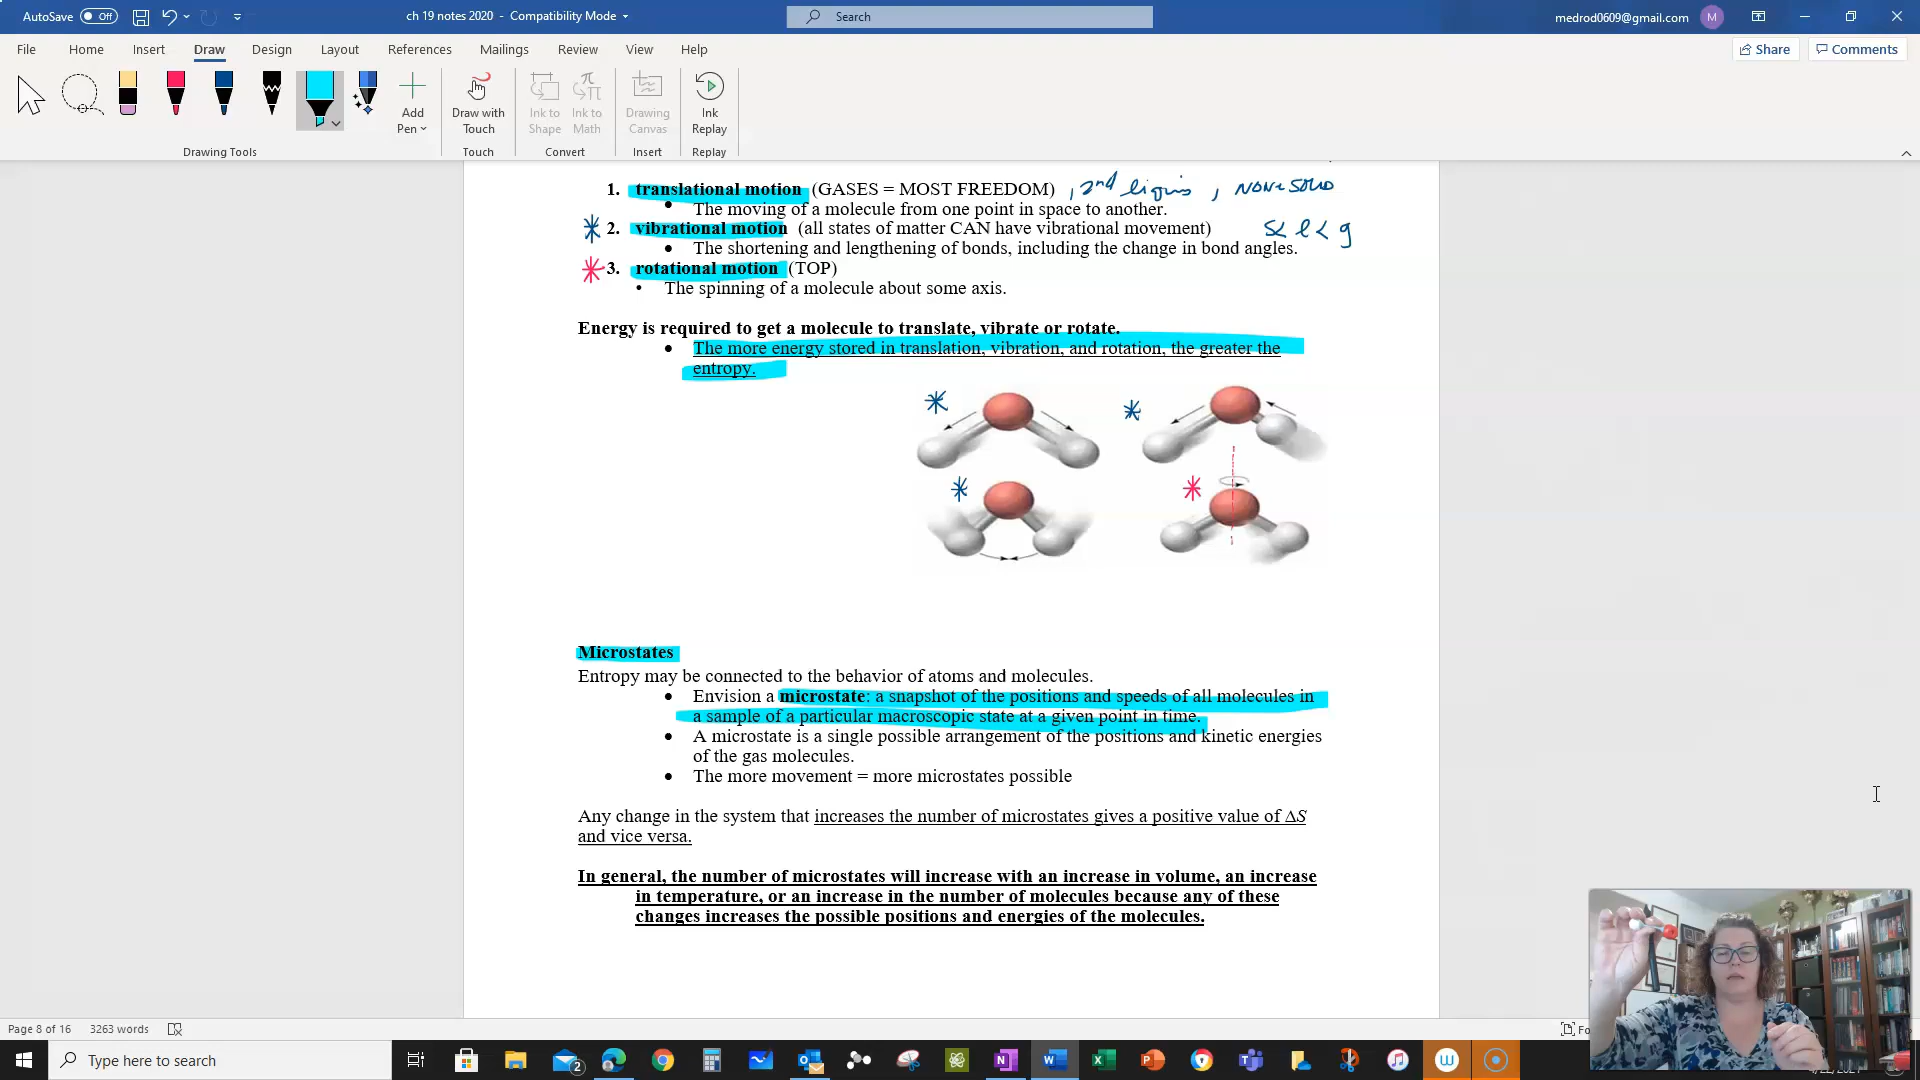 AutoSave Off ch 19 notes 2020 - Compatibility Mode Search medrod0609@gmail.com M
File Home Insert Draw Design Layout References Mailings Review View Help Share Comments
Add Pen
Draw with Touch
Ink to Shape
Ink to Math
Drawing Canvas
Ink Replay
Drawing Tools Touch Convert Insert Replay
1. translational motion (GASES = MOST FREEDOM) , 2nd liquids , none solid
• The moving of a molecule from one point in space to another.
2. vibrational motion (all states of matter CAN have vibrational movement) s < l < g
• The shortening and lengthening of bonds, including the change in bond angles.
3. rotational motion (TOP)
• The spinning of a molecule about some axis.
Energy is required to get a molecule to translate, vibrate or rotate.
• The more energy stored in translation, vibration, and rotation, the greater the
entropy.
Microstates
Entropy may be connected to the behavior of atoms and molecules.
• Envision a microstate: a snapshot of the positions and speeds of all molecules in
a sample of a particular macroscopic state at a given point in time.
• A microstate is a single possible arrangement of the positions and kinetic energies
of the gas molecules.
• The more movement = more microstates possible
Any change in the system that increases the number of microstates gives a positive value of ΔS
and vice versa.
In general, the number of microstates will increase with an increase in volume, an increase
in temperature, or an increase in the number of molecules because any of these
changes increases the possible positions and energies of the molecules.
Page 8 of 16 3263 words
Type here to search